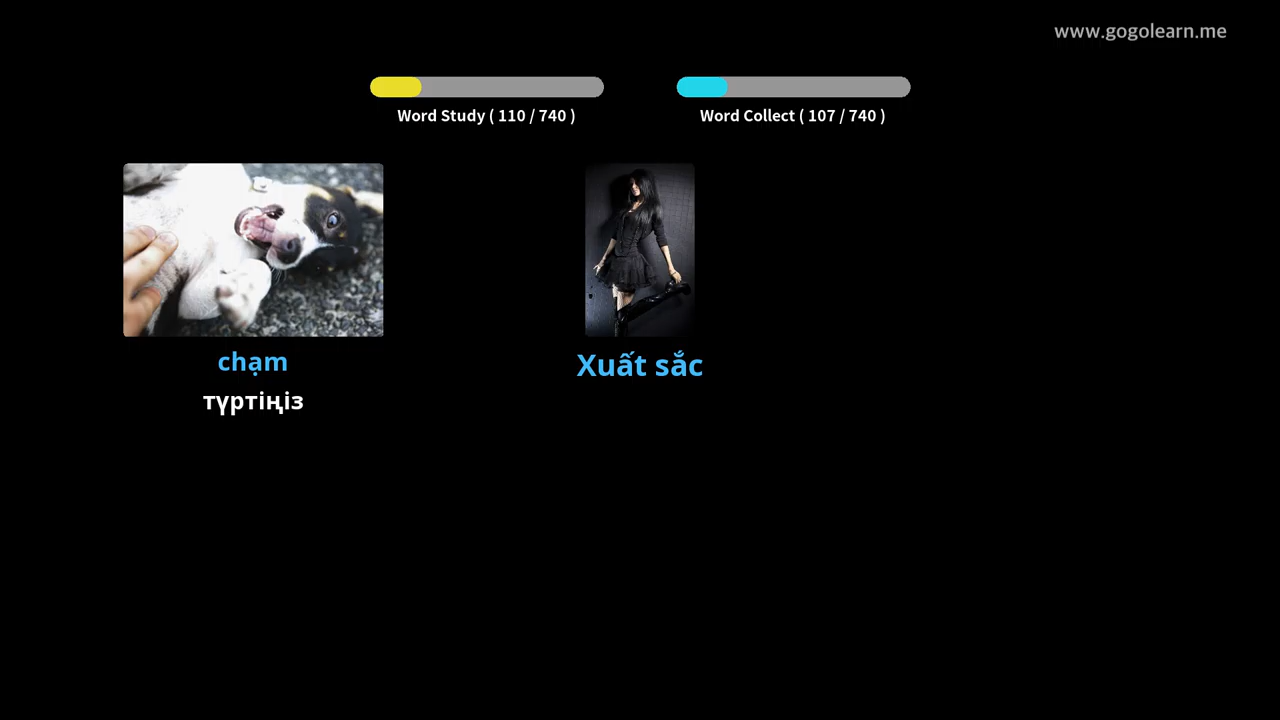 www.gogolearn.me
Word Study ( 110 / 740 )
Word Collect ( 107 / 740 )
chạm
түртіңіз
Xuất sắc